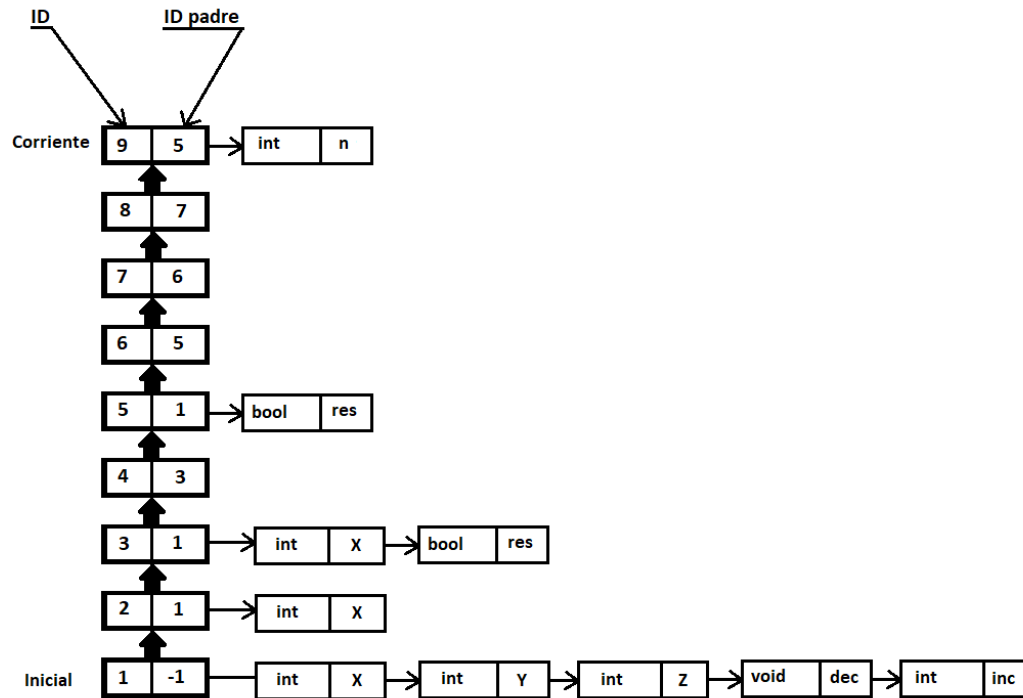 ID ID padre
Corriente 9 5 int n
8 7
7 6
6 5
5 1 bool res
4 3
3 1 int X bool res
2 1 int X
Inicial 1 -1 int X int Y int Z void dec int inc